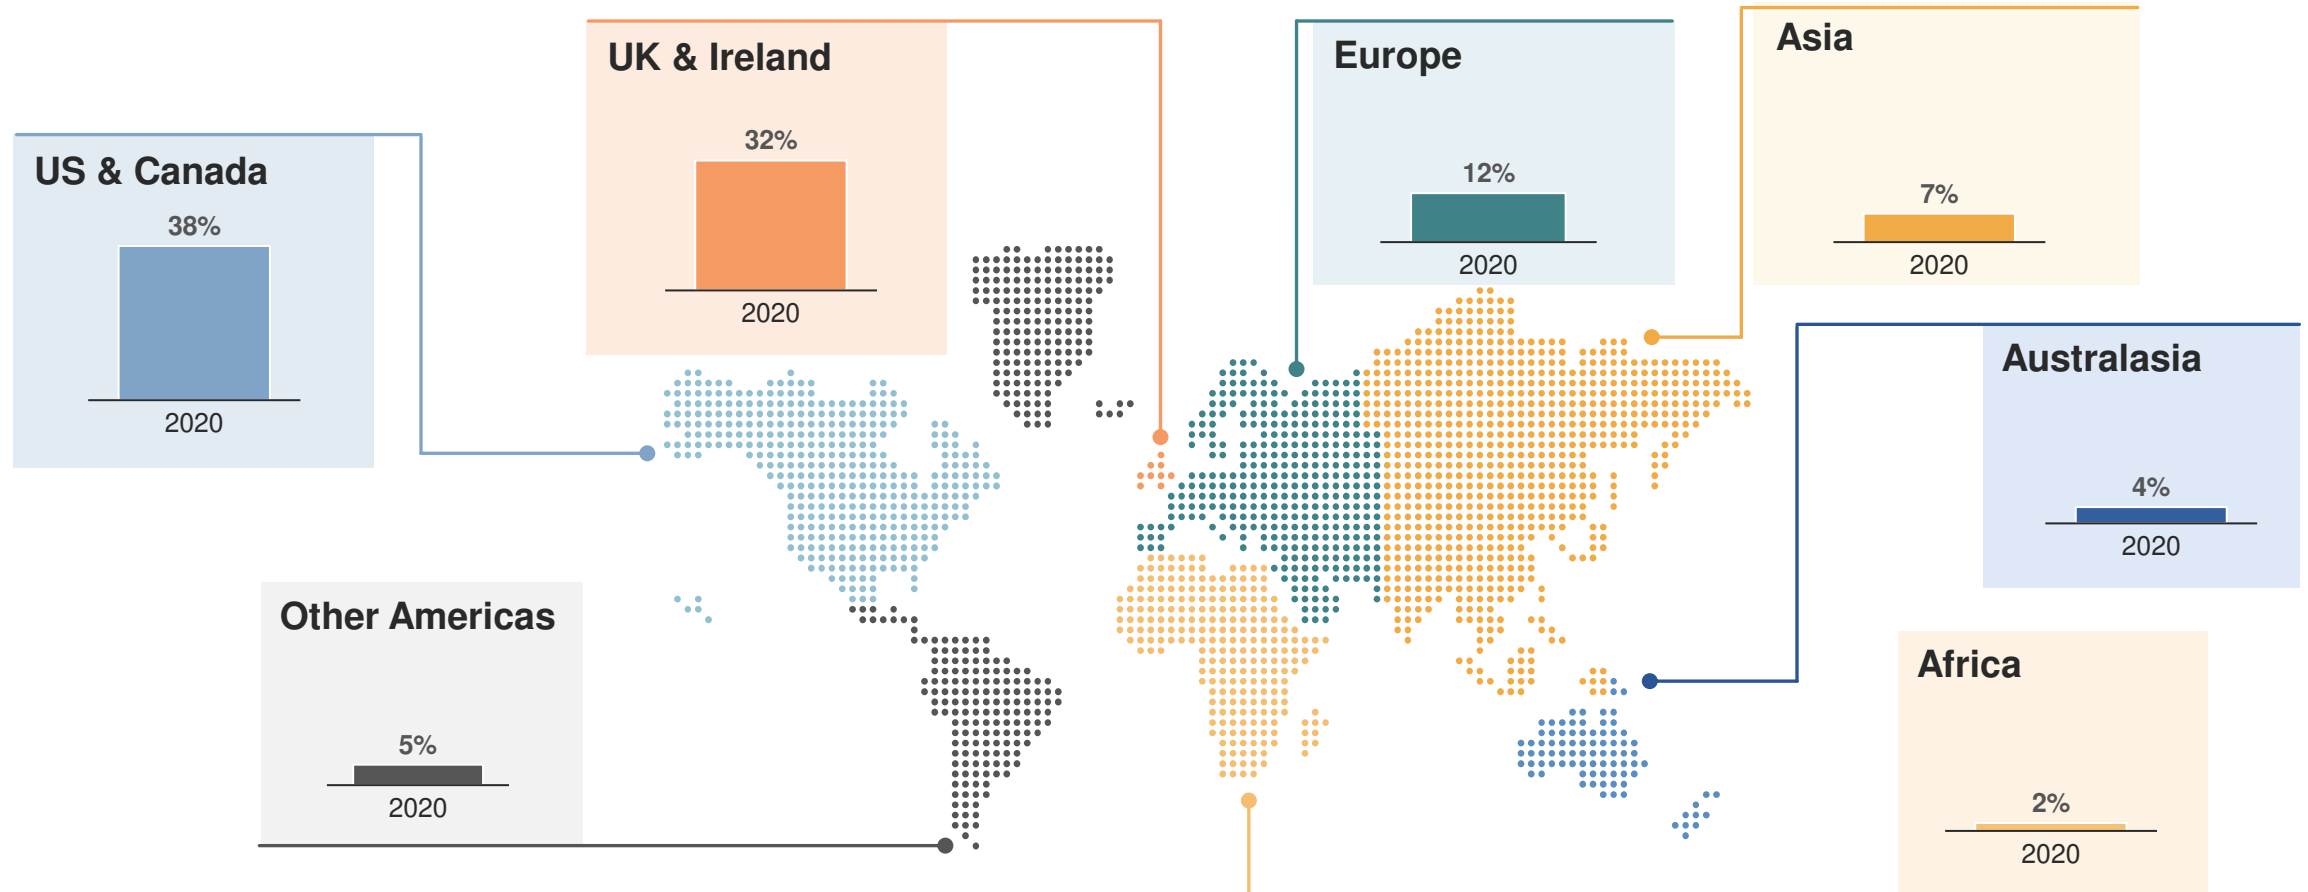 UK & Ireland
32%
2020
Europe
12%
2020
Asia
7%
2020
US & Canada
38%
2020
Australasia
4%
2020
Other Americas
5%
2020
Africa
2%
2020